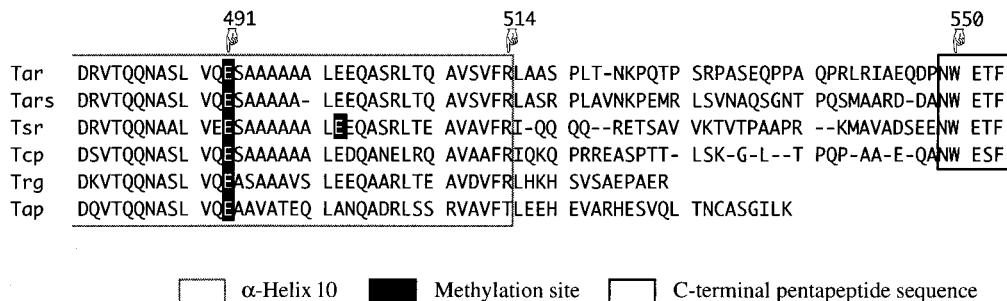 491 514 550
Tar DRVTQQNASL VQESAAAAAA LEEQASRLTQ AVSVFRLAAS PLT-NKPQTP SRPASEQPPA QPRLRIAEQDPNW ETF
Tars DRVTQQNASL VQESAAAAA- LEEQASRLTQ AVSVFRLASR PLAVNKPEMR LSVNAQSGNT PQSMAARD-DANW ETF
Tsr DRVTQQNAAL VEESAAAAAA LEEQASRLTE AVAVFRI-QQ QQ--RETSAV VKTVTPAAPR --KMAVADSEENW ETF
Tcp DSVTQQNASL VQESAAAAAA LEDQANELRQ AVAAFRIQKQ PRREASPTT- LSK-G-L--T PQP-AA-E-QANW ESF
Trg DKVTQQNASL VQEASAAAVS LEEQAARLTE AVDVFRLHKH SVSAEPAER
Tap DQVTQQNASL VQEAAVATEQ LANQADRLSS RVAVFTLEEH EVARHESVQL TNCASGILK
α-Helix 10 Methylation site C-terminal pentapeptide sequence